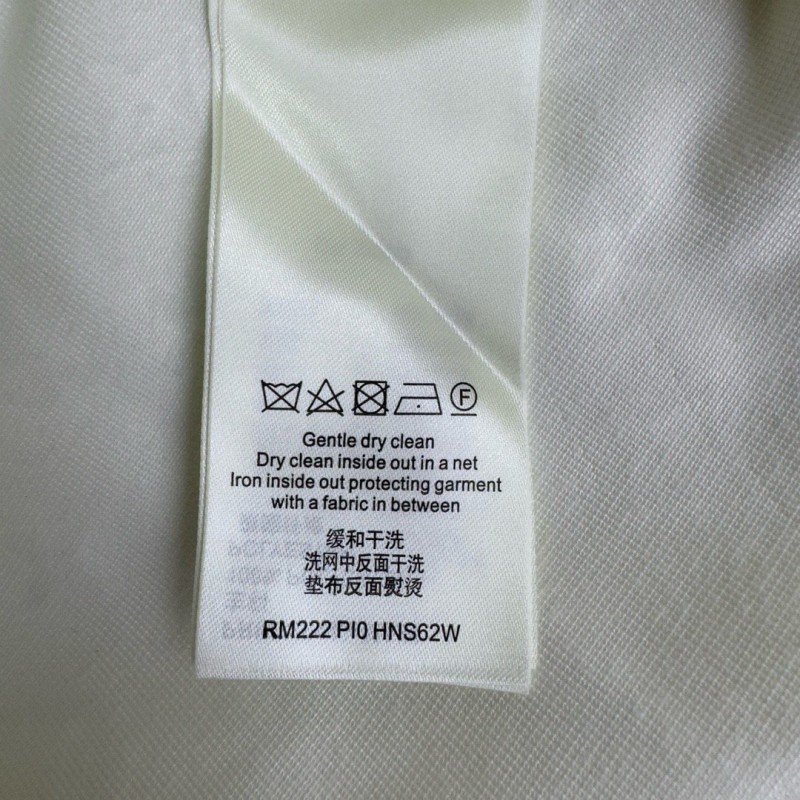 F
Gentle dry clean
Dry clean inside out in a net
Iron inside out protecting garment
with a fabric in between
缓和干洗
洗网中反面干洗
垫布反面熨烫
RM222 PI0 HNS62W